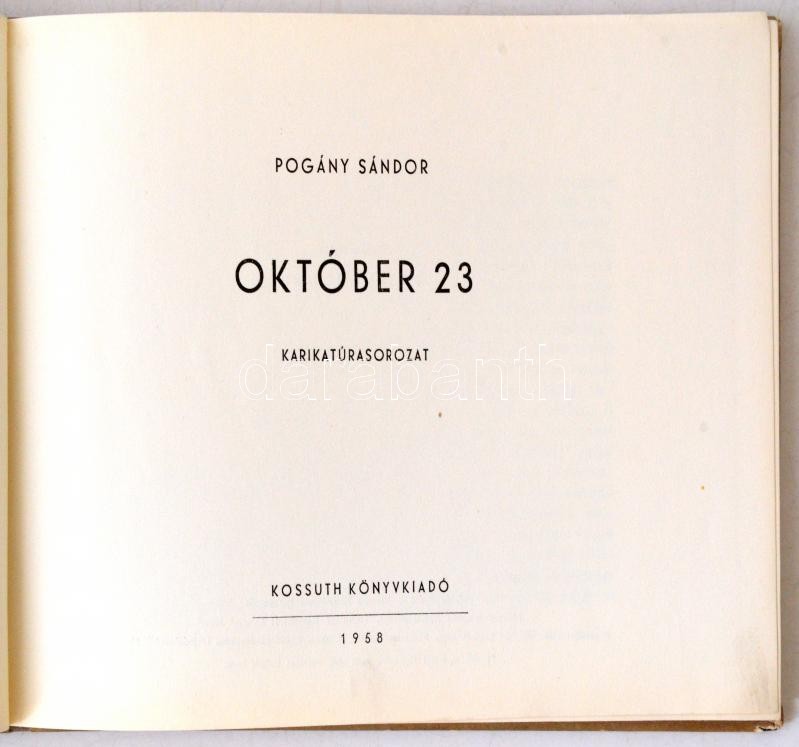 POGÁNY SÁNDOR
OKTÓBER 23
KARIKATÚRASOROZAT
darabanth
KOSSUTH KÖNYVKIADÓ
1958